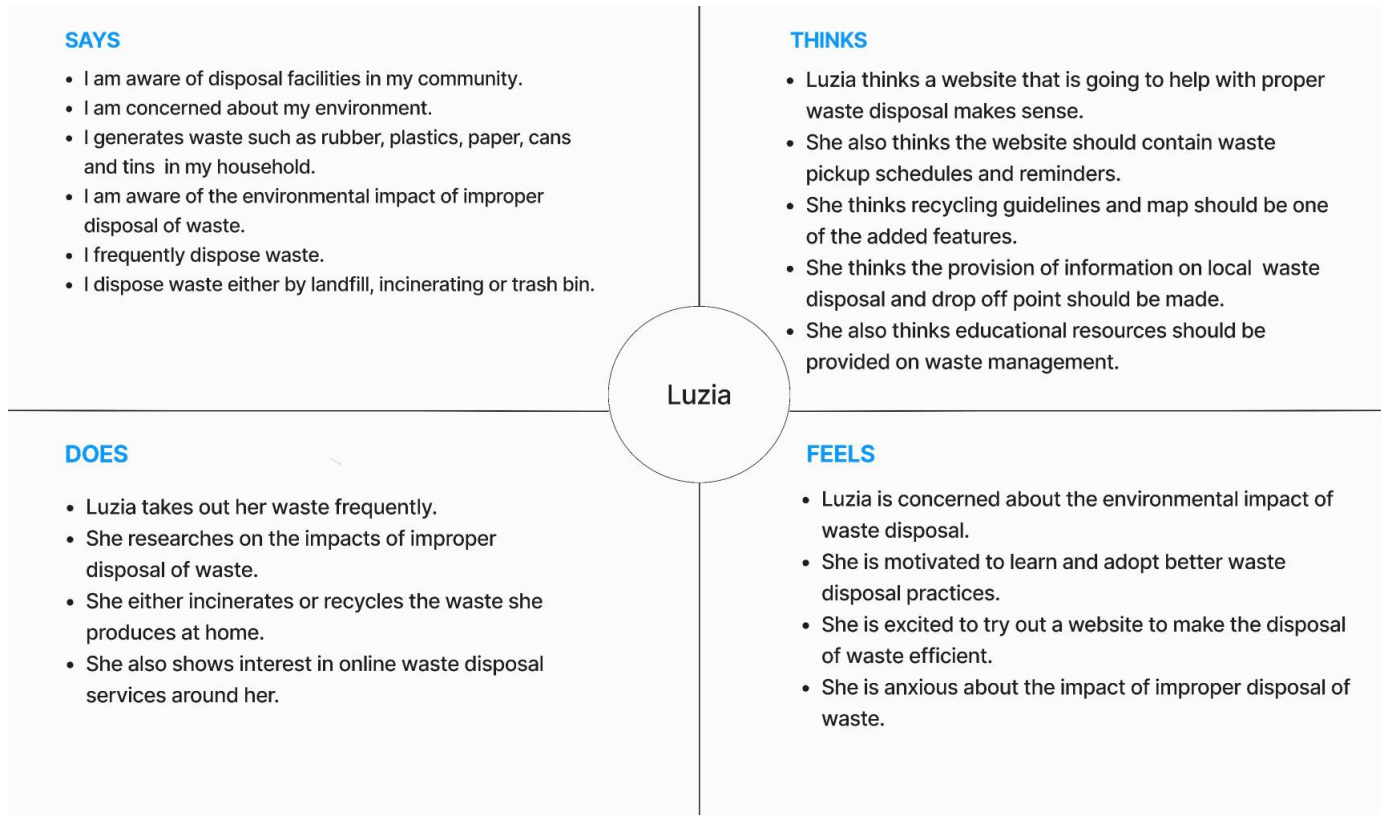 SAYS
• I am aware of disposal facilities in my community.
• I am concerned about my environment.
• I generates waste such as rubber, plastics, paper, cans
and tins  in my household.
• I am aware of the environmental impact of improper
disposal of waste.
• I frequently dispose waste.
• I dispose waste either by landfill, incinerating or trash bin.
THINKS
• Luzia thinks a website that is going to help with proper
waste disposal makes sense.
• She also thinks the website should contain waste
pickup schedules and reminders.
• She thinks recycling guidelines and map should be one
of the added features.
• She thinks the provision of information on local  waste
disposal and drop off point should be made.
• She also thinks educational resources should be
provided on waste management.
Luzia
DOES
• Luzia takes out her waste frequently.
• She researches on the impacts of improper
disposal of waste.
• She either incinerates or recycles the waste she
produces at home.
• She also shows interest in online waste disposal
services around her.
FEELS
• Luzia is concerned about the environmental impact of
waste disposal.
• She is motivated to learn and adopt better waste
disposal practices.
• She is excited to try out a website to make the disposal
of waste efficient.
• She is anxious about the impact of improper disposal of
waste.